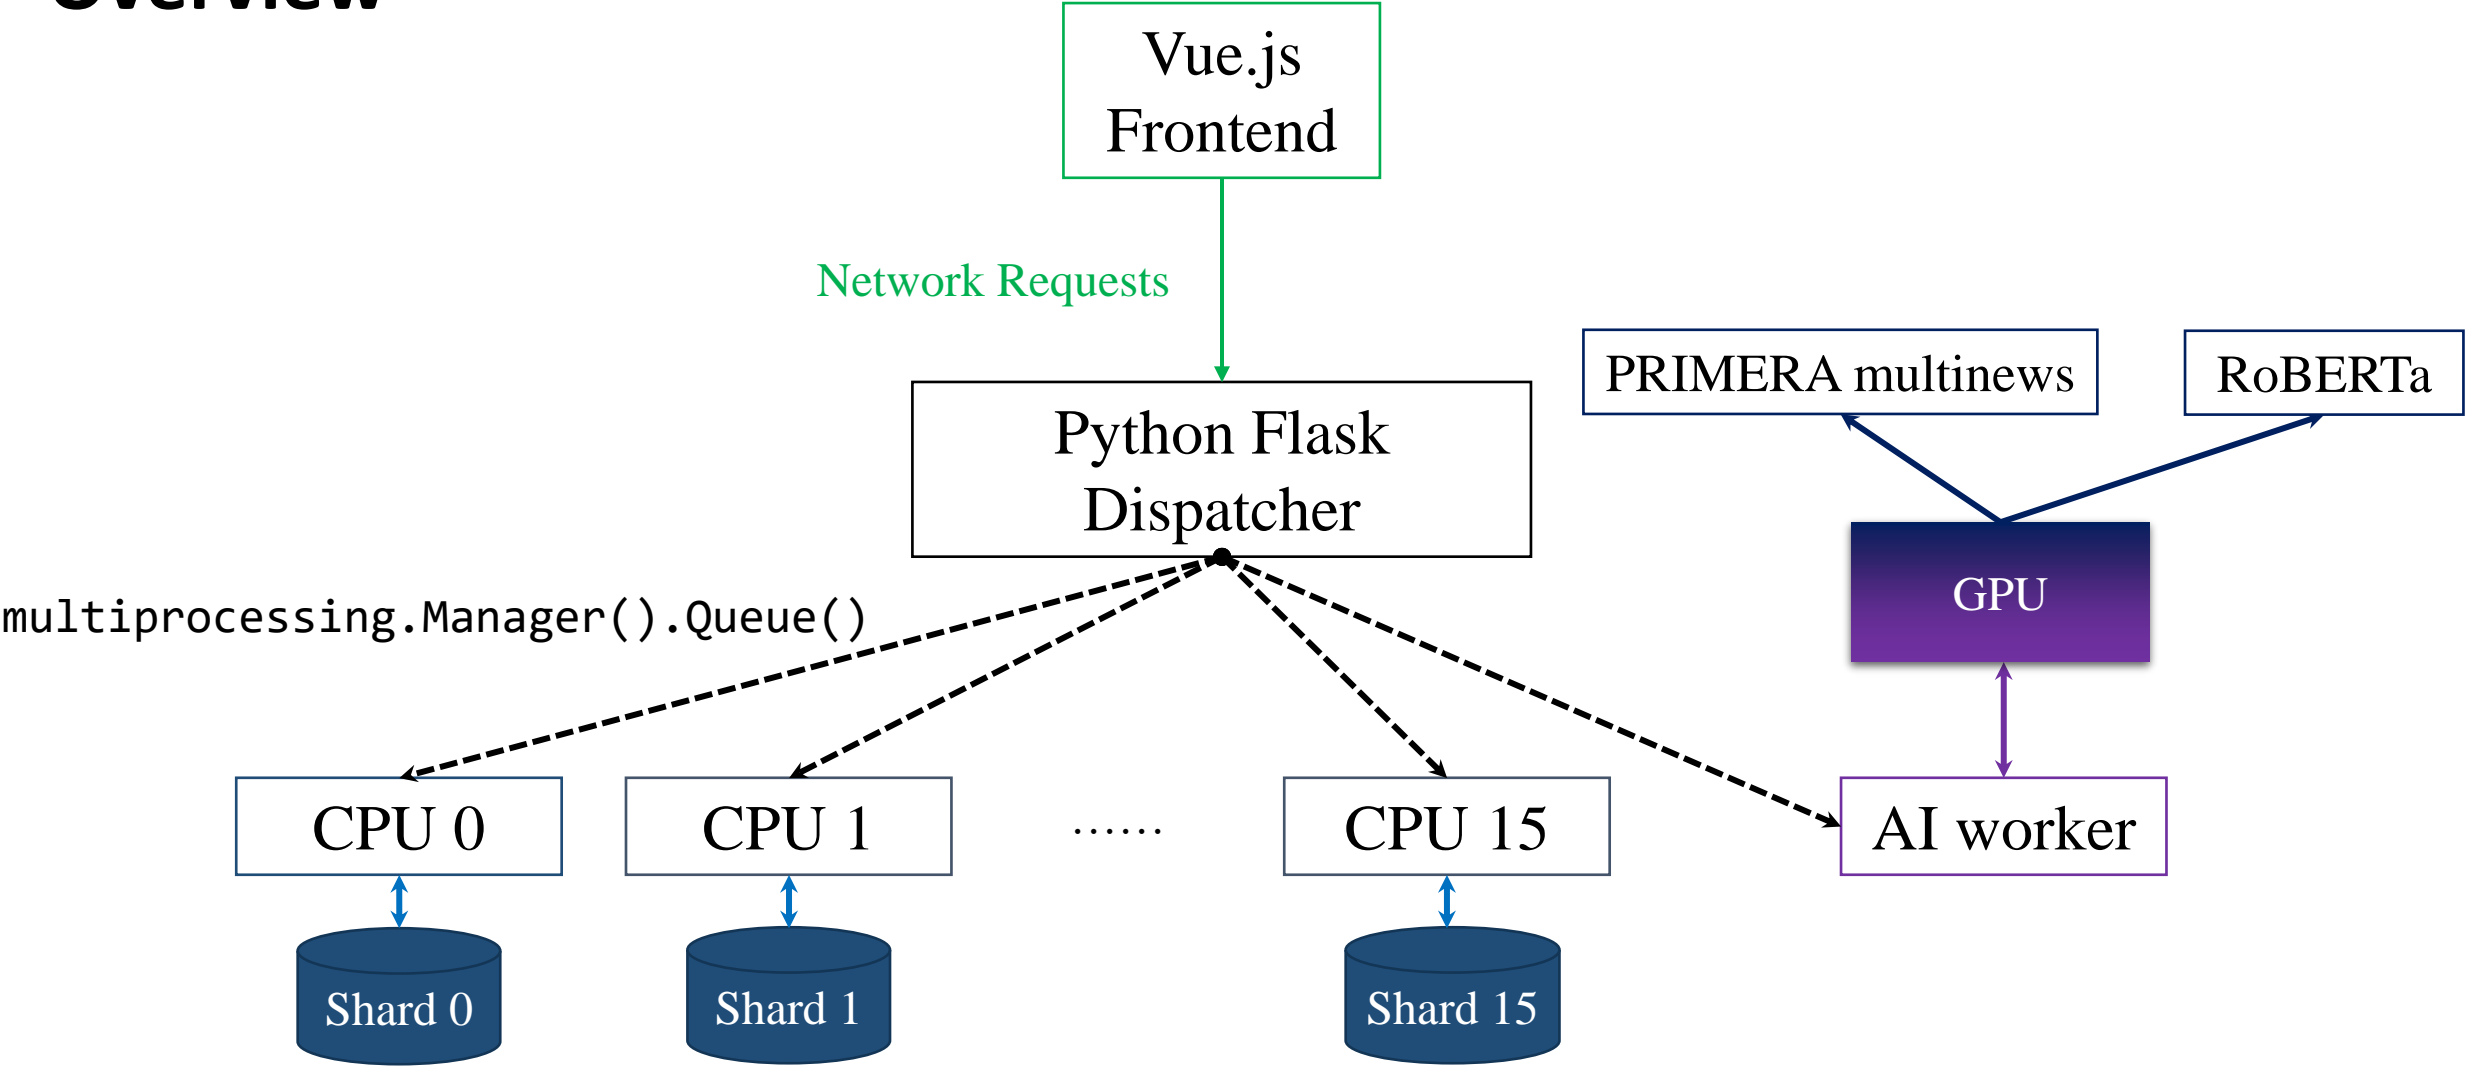 Overview
Vue.js
Frontend
Network Requests
PRIMERA multinews
RoBERTa
Python Flask
Dispatcher
GPU
multiprocessing.Manager().Queue()
CPU 0
CPU 1
......
CPU 15
AI worker
Shard 0
Shard 1
Shard 15